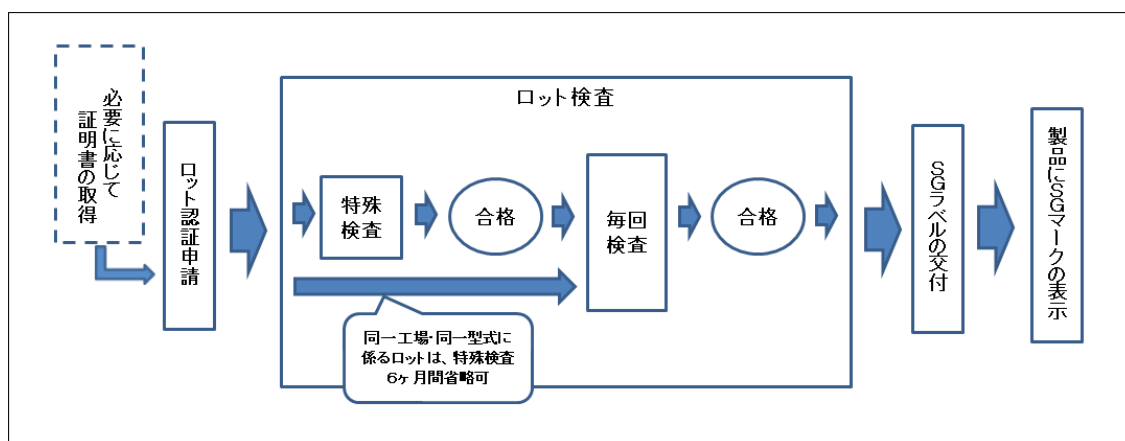 必要に応じて
証明書の取得
ロット認証申請
ロット検査
特殊
検査
合格
毎回
検査
合格
同一工場・同一型式に
係るロットは、特殊検査
６ヶ月間省略可
ＳＧラベルの交付
製品にＳＧマークの表示